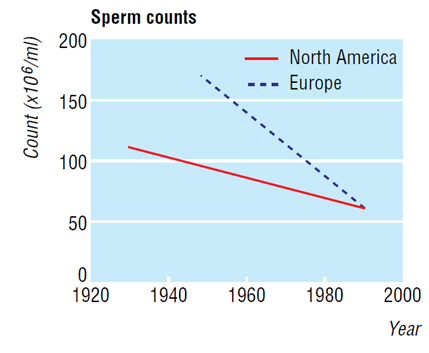 Sperm counts
Count (x10⁶/ml)
200
150
100
50
0
North America
Europe
1920 1940 1960 1980 2000
Year